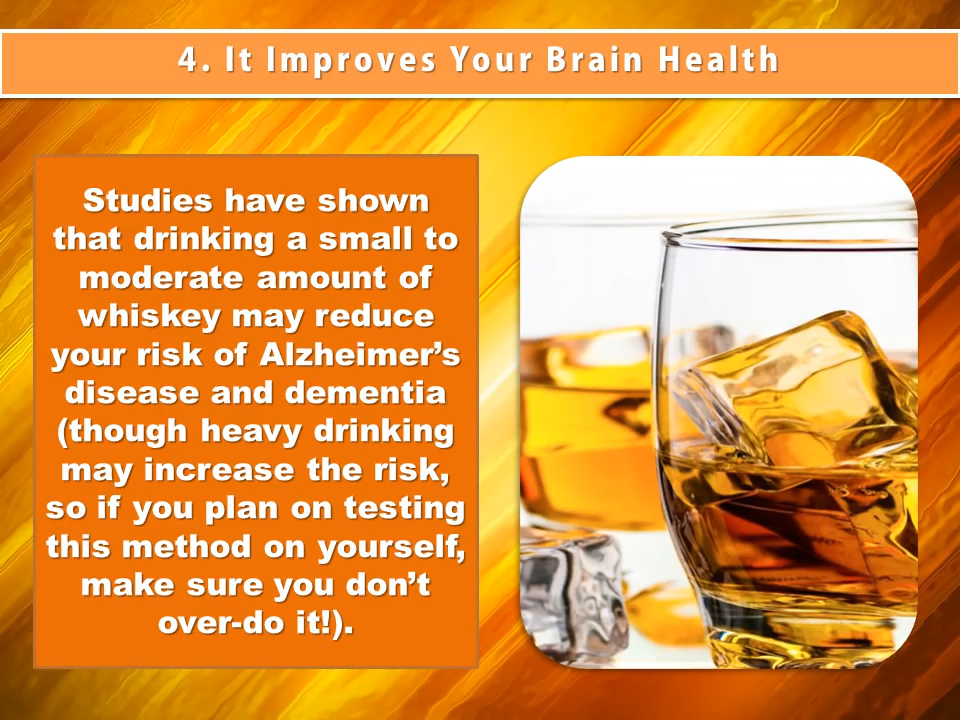 4. It Improves Your Brain Health
Studies have shown
that drinking a small to
moderate amount of
whiskey may reduce
your risk of Alzheimer’s
disease and dementia
(though heavy drinking
may increase the risk,
so if you plan on testing
this method on yourself,
make sure you don’t
over-do it!).